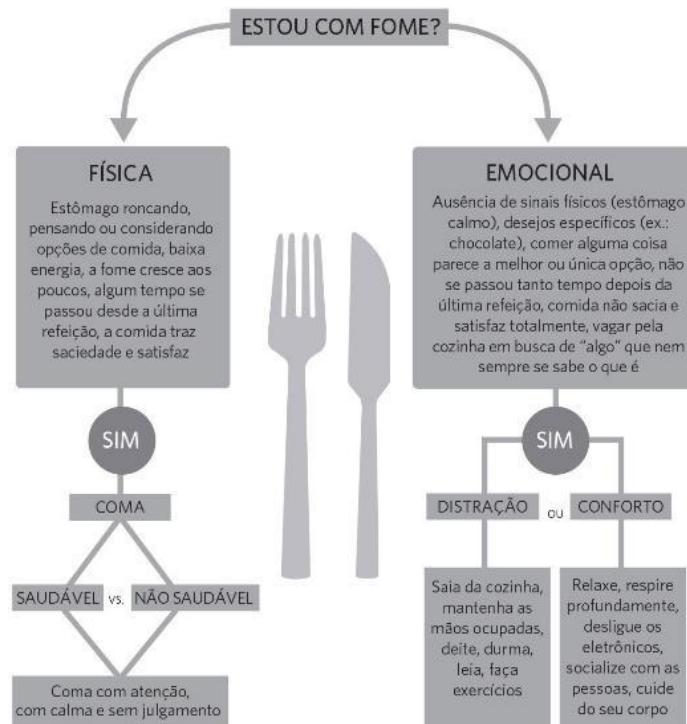 ESTOU COM FOME?
FÍSICA
Estômago roncando,
pensando ou considerando
opções de comida, baixa
energia, a fome cresce aos
poucos, algum tempo se
passou desde a última
refeição, a comida traz
saciedade e satisfaz
SIM
COMA
SAUDÁVEL vs. NÃO SAUDÁVEL
Coma com atenção,
com calma e sem julgamento
EMOCIONAL
Ausência de sinais físicos (estômago
calmo), desejos específicos (ex.:
chocolate), comer alguma coisa
parece a melhor ou única opção, não
se passou tanto tempo depois da
última refeição, comida não sacia e
satisfaz totalmente, vagar pela
cozinha em busca de “algo” que nem
sempre se sabe o que é
SIM
DISTRAÇÃO ou CONFORTO
Saia da cozinha,
mantenha as
mãos ocupadas,
deite, durma,
leia, faça
exercícios
Relaxe, respire
profundamente,
desligue os
eletrônicos,
socialize com as
pessoas, cuide
do seu corpo